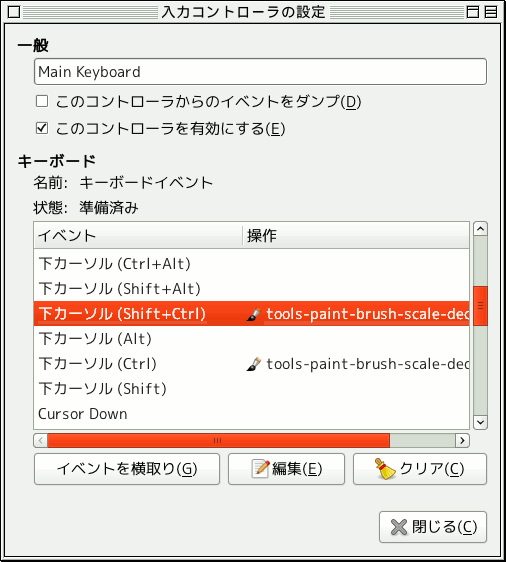 入力コントローラの設定
一般
Main Keyboard
このコントローラからのイベントをダンプ(D)
このコントローラを有効にする(E)
キーボード
名前: キーボードイベント
状態: 準備済み
イベント 操作
下カーソル (Ctrl+Alt)
下カーソル (Shift+Alt)
下カーソル (Shift+Ctrl) tools-paint-brush-scale-dec
下カーソル (Alt)
下カーソル (Ctrl) tools-paint-brush-scale-dec
下カーソル (Shift)
Cursor Down
イベントを横取り(G) 編集(E) クリア(C)
閉じる(C)